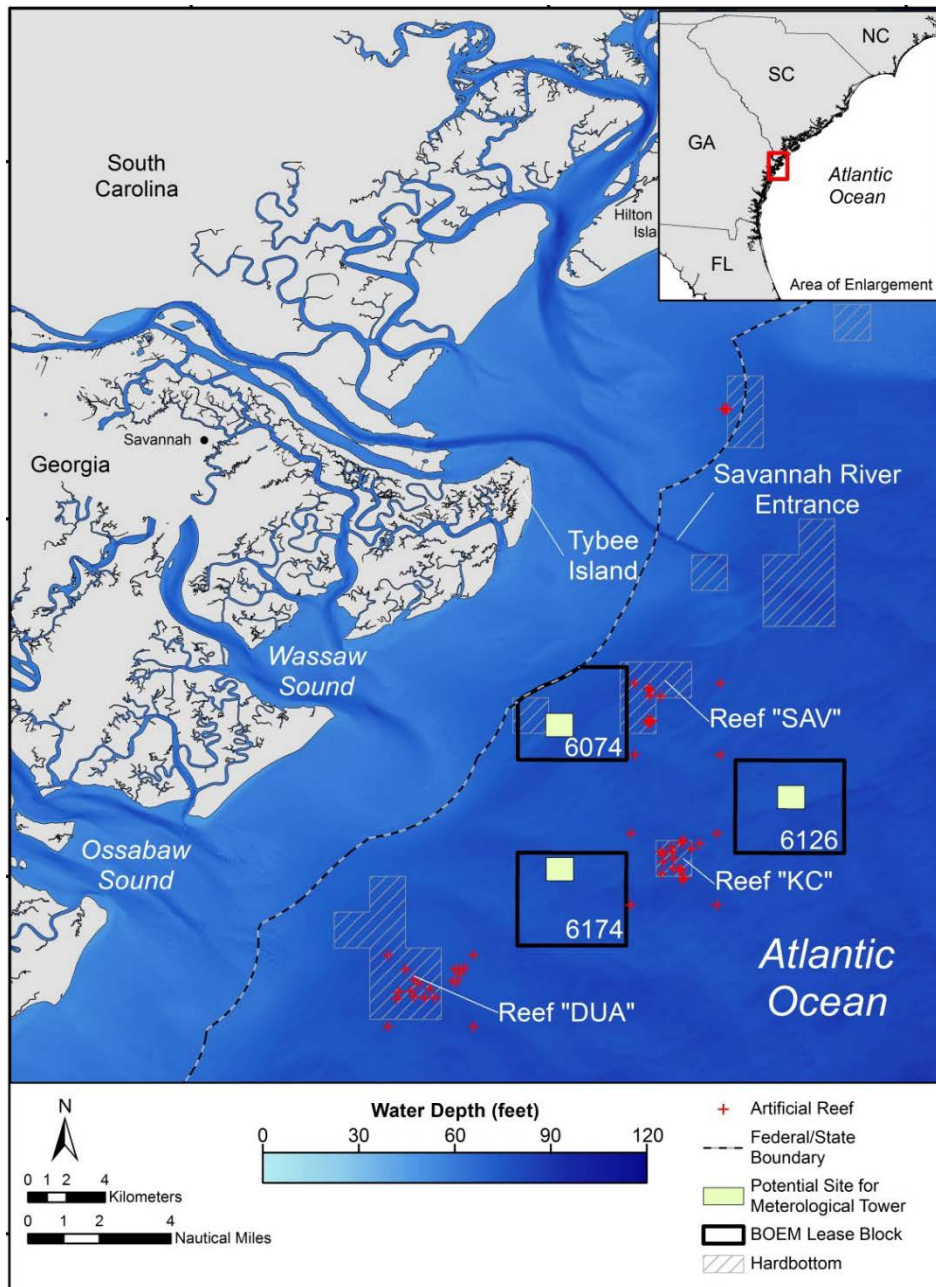 NC
SC
GA
Atlantic
Ocean
FL
Area of Enlargement
South
Carolina
Hilton
Isla
Savannah
Georgia
Savannah River
Entrance
Tybee
Island
Wassaw
Sound
Reef "SAV"
6074
6126
Ossabaw
Sound
Reef "KC"
6174
Atlantic
Ocean
Reef "DUA"
N
0 1 2 4
Kilometers
0 1 2 4
Nautical Miles
Water Depth (feet)
0 30 60 90 120
Artificial Reef
Federal/State
Boundary
Potential Site for
Meterological Tower
BOEM Lease Block
Hardbottom